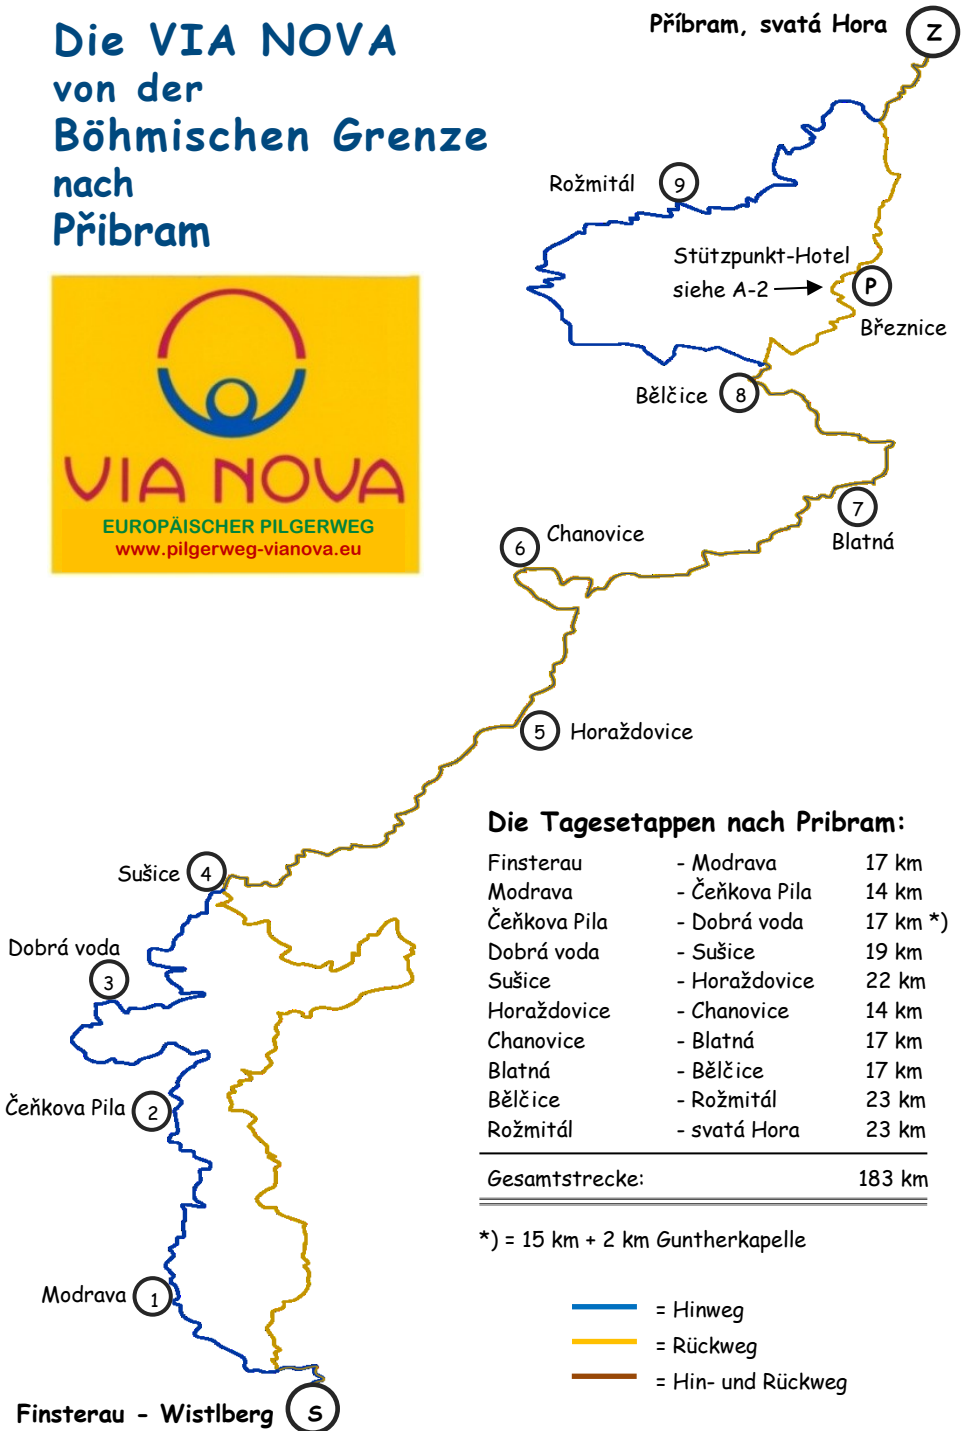 Die VIA NOVA
von der
Böhmischen Grenze
nach
Přibram
VIA NOVA
EUROPÄISCHER PILGERWEG
www.pilgerweg-vianova.eu
Príbram, svatá Hora
Z
Rožmitál
9
Stützpunkt-Hotel
siehe A-2
P
Březnice
Bělčice
8
7
Blatná
Chanovice
6
5
Horaždovice
Sušice
4
Dobrá voda
3
Čeňkova Pila
2
Modrava
1
Finsterau - Wistlberg
S
Die Tagesetappen nach Pribram:
Finsterau - Modrava 17 km
Modrava - Čeňkova Pila 14 km
Čeňkova Pila - Dobrá voda 17 km *)
Dobrá voda - Sušice 19 km
Sušice - Horaždovice 22 km
Horaždovice - Chanovice 14 km
Chanovice - Blatná 17 km
Blatná - Bělčice 17 km
Bělčice - Rožmitál 23 km
Rožmitál - svatá Hora 23 km
Gesamtstrecke: 183 km
*) = 15 km + 2 km Guntherkapelle
= Hinweg
= Rückweg
= Hin- und Rückweg